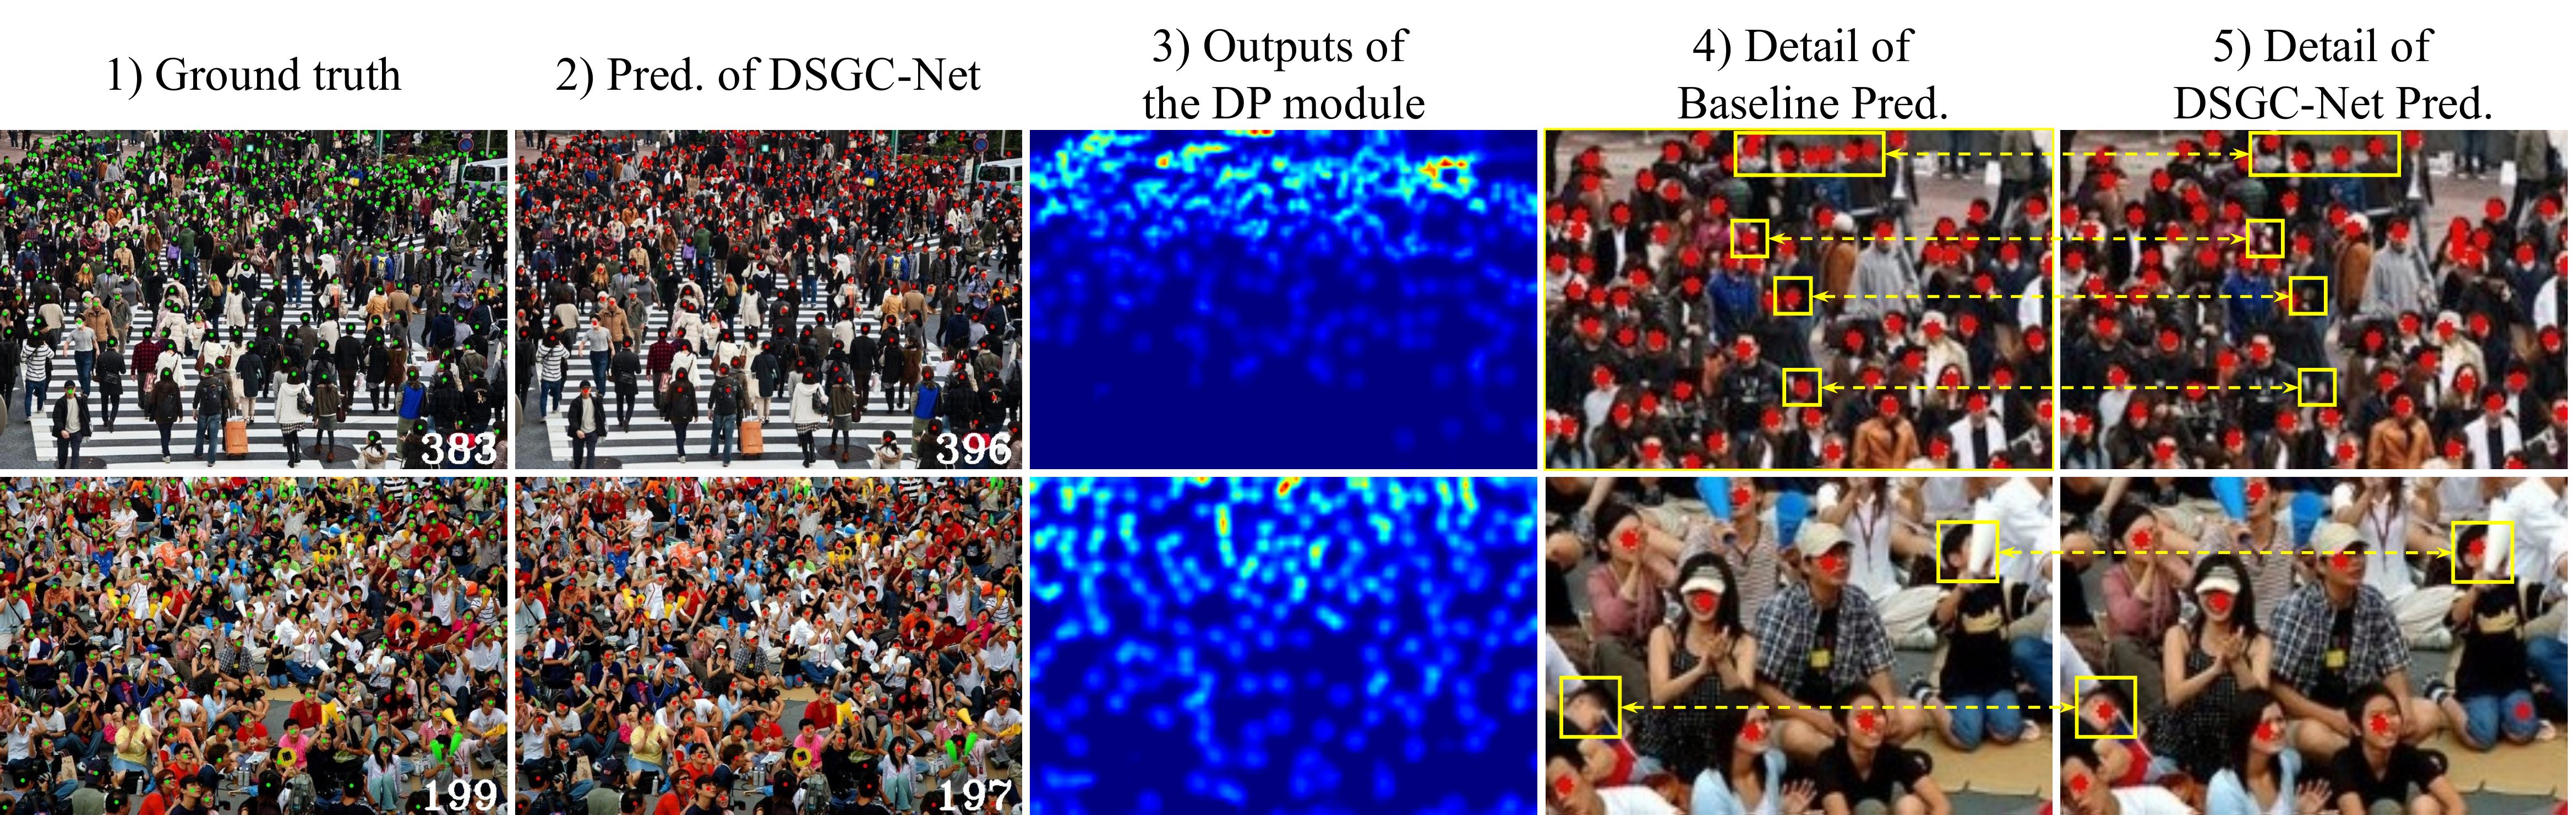 1) Ground truth
2) Pred. of DSGC-Net
3) Outputs of
the DP module
4) Detail of
Baseline Pred.
5) Detail of
DSGC-Net Pred.
383
396
199
197